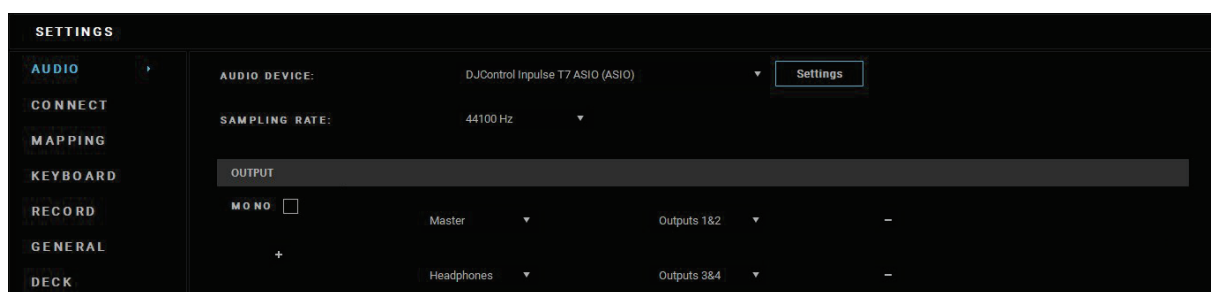 SETTINGS
AUDIO
CONNECT
MAPPING
KEYBOARD
RECORD
GENERAL
DECK
AUDIO DEVICE: DJControl Inpulse T7 ASIO (ASIO) Settings
SAMPLING RATE: 44100 Hz
OUTPUT
MONO
Master Outputs 1&2 –
+
Headphones Outputs 3&4 –